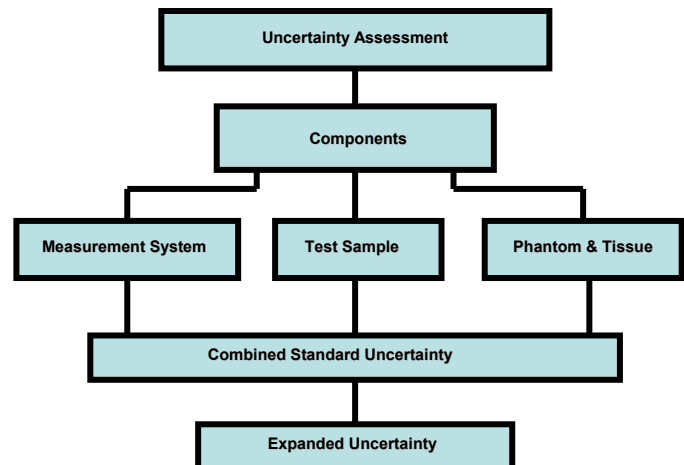 Uncertainty Assessment
Components
Measurement System
Test Sample
Phantom & Tissue
Combined Standard Uncertainty
Expanded Uncertainty